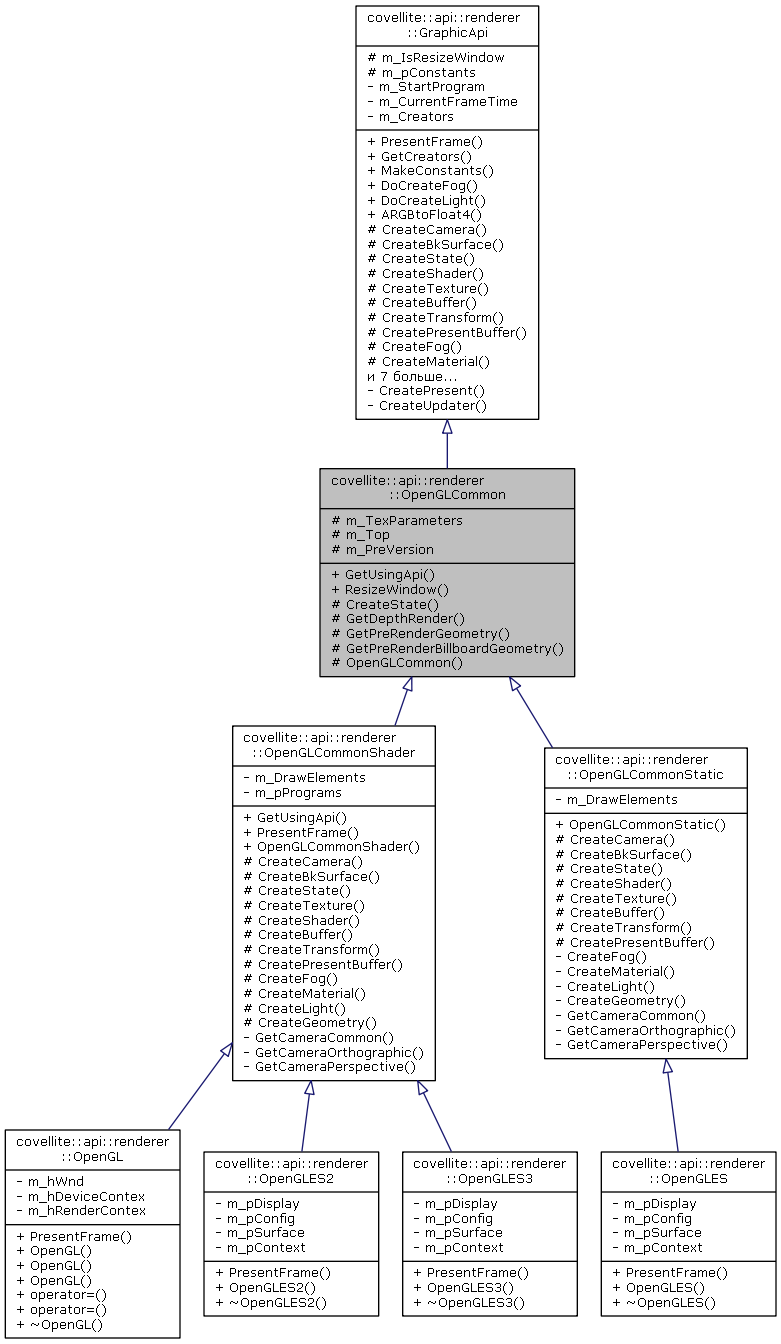 covellite::api::renderer
::GraphicApi
# m_IsResizeWindow
# m_pConstants
- m_StartProgram
- m_CurrentFrameTime
- m_Creators
+ PresentFrame()
+ GetCreators()
+ MakeConstants()
+ DoCreateFog()
+ DoCreateLight()
+ ARGBtoFloat4()
# CreateCamera()
# CreateBkSurface()
# CreateState()
# CreateShader()
# CreateTexture()
# CreateBuffer()
# CreateTransform()
# CreatePresentBuffer()
# CreateFog()
# CreateMaterial()
и 7 больше...
- CreatePresent()
- CreateUpdater()
covellite::api::renderer
::OpenGLCommon
# m_TexParameters
# m_Top
# m_PreVersion
+ GetUsingApi()
+ ResizeWindow()
# CreateState()
# GetDepthRender()
# GetPreRenderGeometry()
# GetPreRenderBillboardGeometry()
# OpenGLCommon()
covellite::api::renderer
::OpenGLCommonShader
- m_DrawElements
- m_pPrograms
+ GetUsingApi()
+ PresentFrame()
+ OpenGLCommonShader()
# CreateCamera()
# CreateBkSurface()
# CreateState()
# CreateTexture()
# CreateShader()
# CreateBuffer()
# CreateTransform()
# CreatePresentBuffer()
# CreateFog()
# CreateMaterial()
# CreateLight()
# CreateGeometry()
- GetCameraCommon()
- GetCameraOrthographic()
- GetCameraPerspective()
covellite::api::renderer
::OpenGLCommonStatic
- m_DrawElements
+ OpenGLCommonStatic()
# CreateCamera()
# CreateBkSurface()
# CreateState()
# CreateShader()
# CreateTexture()
# CreateBuffer()
# CreateTransform()
# CreatePresentBuffer()
- CreateFog()
- CreateMaterial()
- CreateLight()
- CreateGeometry()
- GetCameraCommon()
- GetCameraOrthographic()
- GetCameraPerspective()
covellite::api::renderer
::OpenGL
- m_hWnd
- m_hDeviceContex
- m_hRenderContex
+ PresentFrame()
+ OpenGL()
+ OpenGL()
+ OpenGL()
+ operator=()
+ operator=()
+ ~OpenGL()
covellite::api::renderer
::OpenGLES2
- m_pDisplay
- m_pConfig
- m_pSurface
- m_pContext
+ PresentFrame()
+ OpenGLES2()
+ ~OpenGLES2()
covellite::api::renderer
::OpenGLES3
- m_pDisplay
- m_pConfig
- m_pSurface
- m_pContext
+ PresentFrame()
+ OpenGLES3()
+ ~OpenGLES3()
covellite::api::renderer
::OpenGLES
- m_pDisplay
- m_pConfig
- m_pSurface
- m_pContext
+ PresentFrame()
+ OpenGLES()
+ ~OpenGLES()